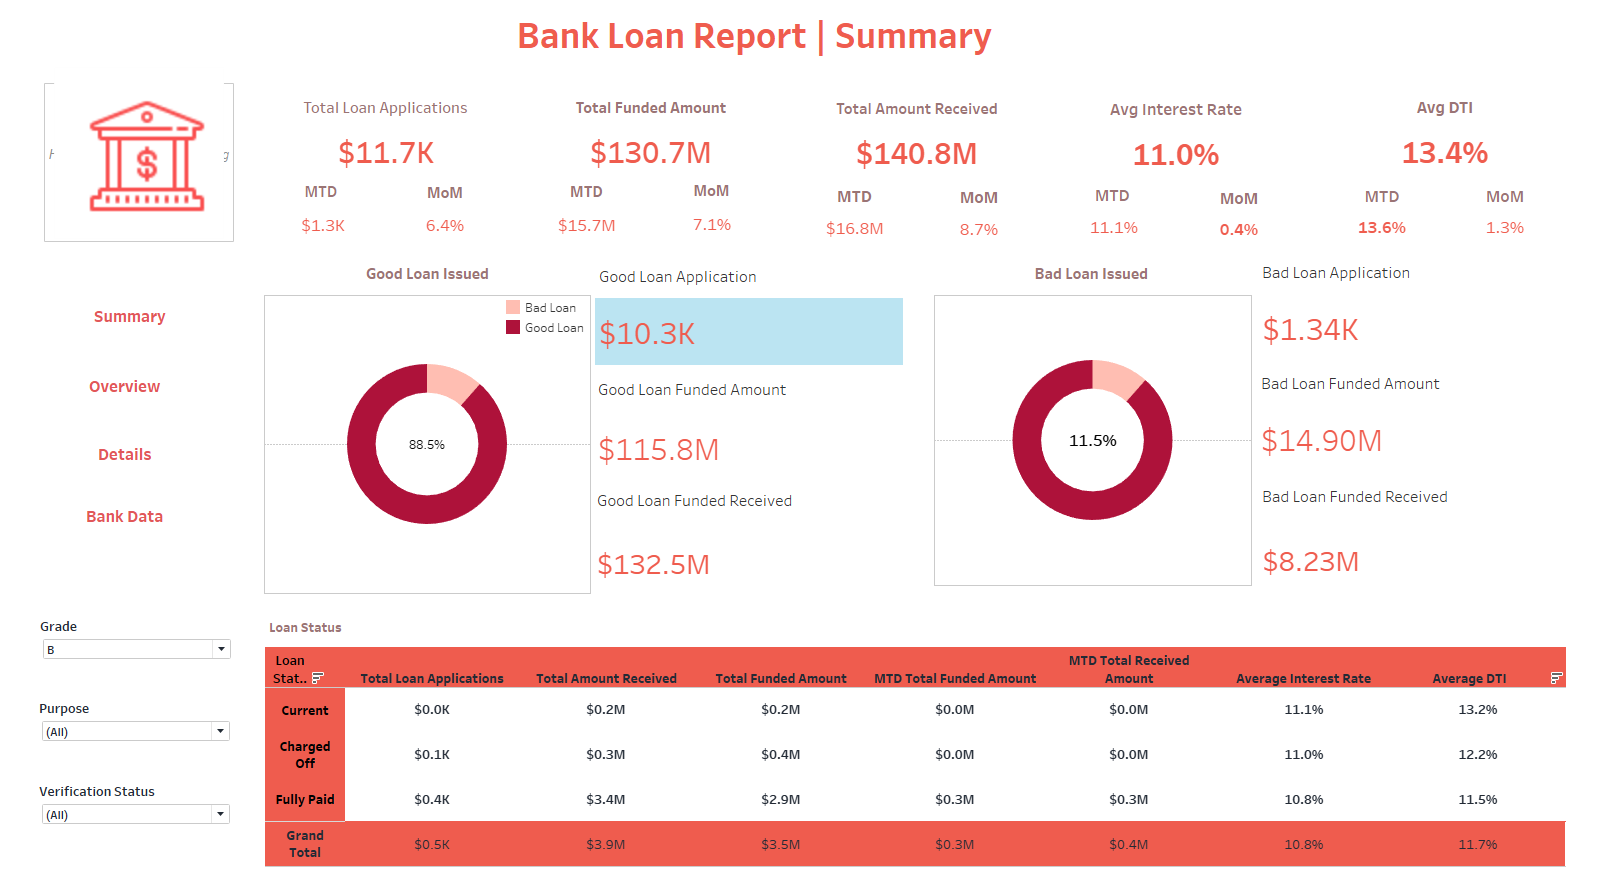 Bank Loan Report | Summary
Total Loan Applications
$11.7K
MTD MoM
$1.3K 6.4%
Total Funded Amount
$130.7M
MTD MoM
$15.7M 7.1%
Total Amount Received
$140.8M
MTD MoM
$16.8M 8.7%
Avg Interest Rate
11.0%
MTD MoM
11.1% 0.4%
Avg DTI
13.4%
MTD MoM
13.6% 1.3%
$
Summary
Overview
Details
Bank Data
Good Loan Issued
Bad Loan
Good Loan
88.5%
Good Loan Application
$10.3K
Good Loan Funded Amount
$115.8M
Good Loan Funded Received
$132.5M
Bad Loan Issued
11.5%
Bad Loan Application
$1.34K
Bad Loan Funded Amount
$14.90M
Bad Loan Funded Received
$8.23M
Grade
B
Purpose
(All)
Verification Status
(All)
Loan Status
Loan Stat.. Total Loan Applications Total Amount Received Total Funded Amount MTD Total Funded Amount MTD Total Received Amount Average Interest Rate Average DTI
Current $0.0K $0.2M $0.2M $0.0M $0.0M 11.1% 13.2%
Charged Off $0.1K $0.3M $0.4M $0.0M $0.0M 11.0% 12.2%
Fully Paid $0.4K $3.4M $2.9M $0.3M $0.3M 10.8% 11.5%
Grand Total $0.5K $3.9M $3.5M $0.3M $0.4M 10.8% 11.7%